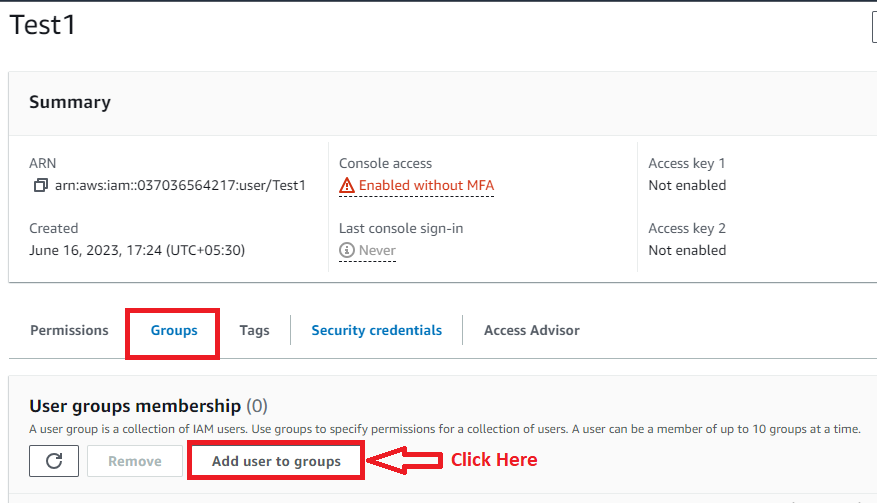 Test1
Summary
ARN
arn:aws:iam::037036564217:user/Test1
Console access
Enabled without MFA
Access key 1
Not enabled
Created
June 16, 2023, 17:24 (UTC+05:30)
Last console sign-in
Never
Access key 2
Not enabled
Permissions Groups Tags Security credentials Access Advisor
User groups membership (0)
A user group is a collection of IAM users. Use groups to specify permissions for a collection of users. A user can be a member of up to 10 groups at a time.
Remove Add user to groups Click Here